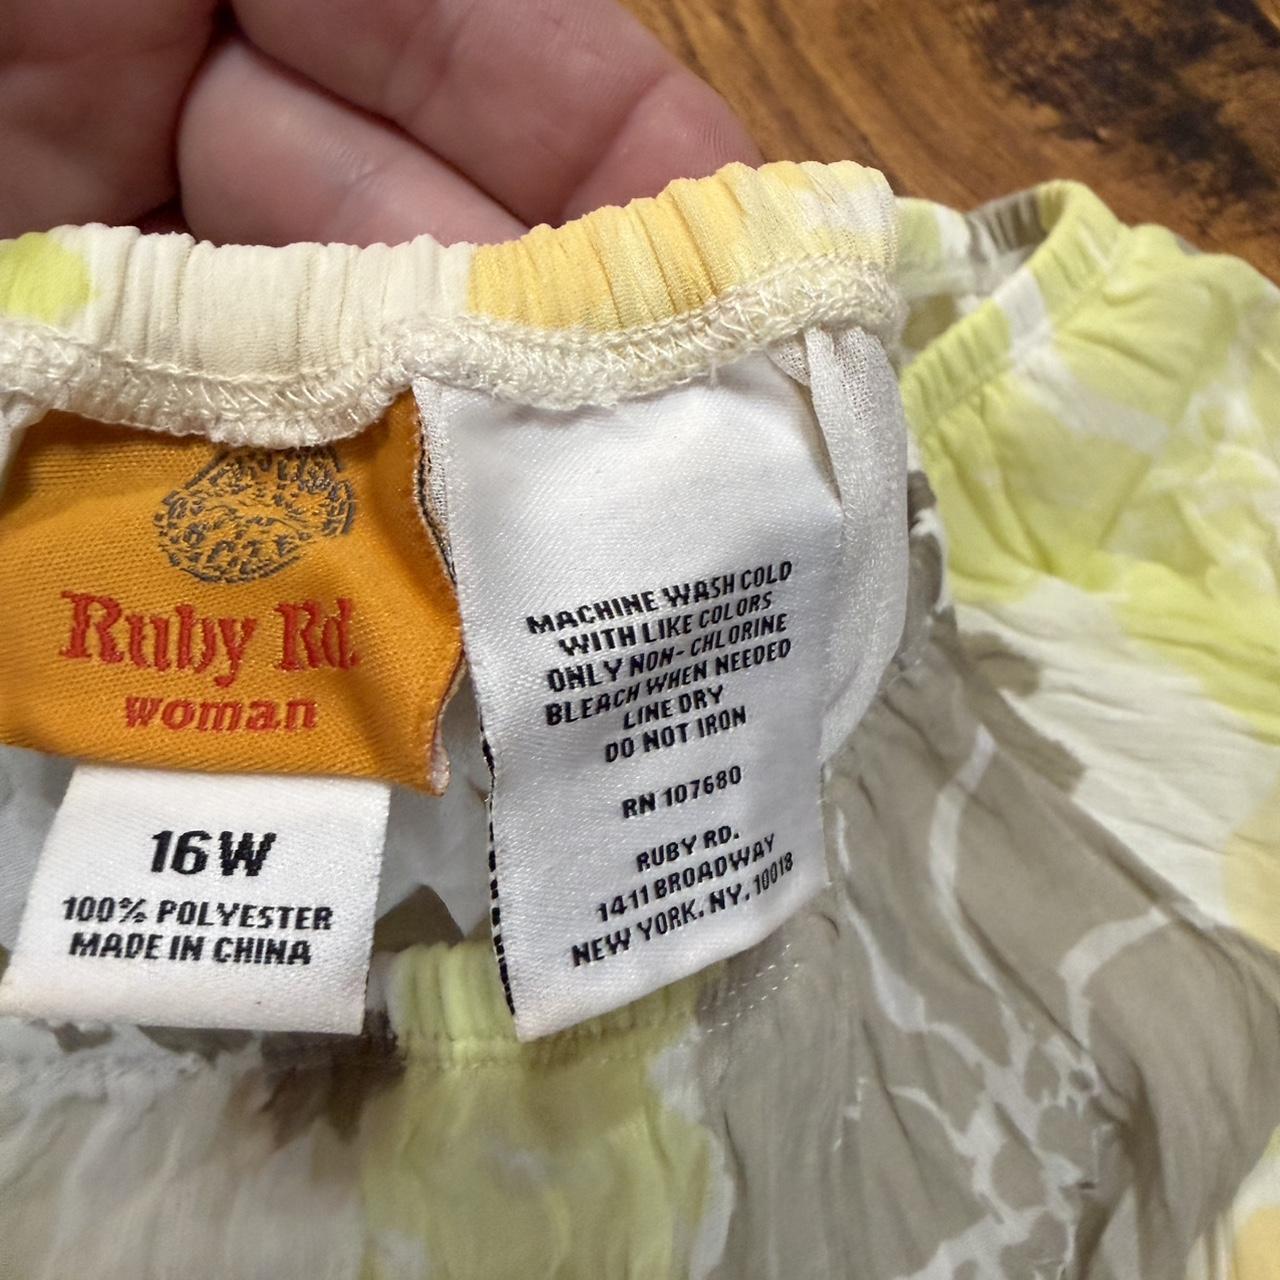 Ruby Rd.
woman
16W
100% POLYESTER
MADE IN CHINA
MACHINE WASH COLD
WITH LIKE COLORS
ONLY NON-CHLORINE
BLEACH WHEN NEEDED
LINE DRY
DO NOT IRON
RN 107680
RUBY RD.
1411 BROADWAY
NEW YORK. NY. 10018